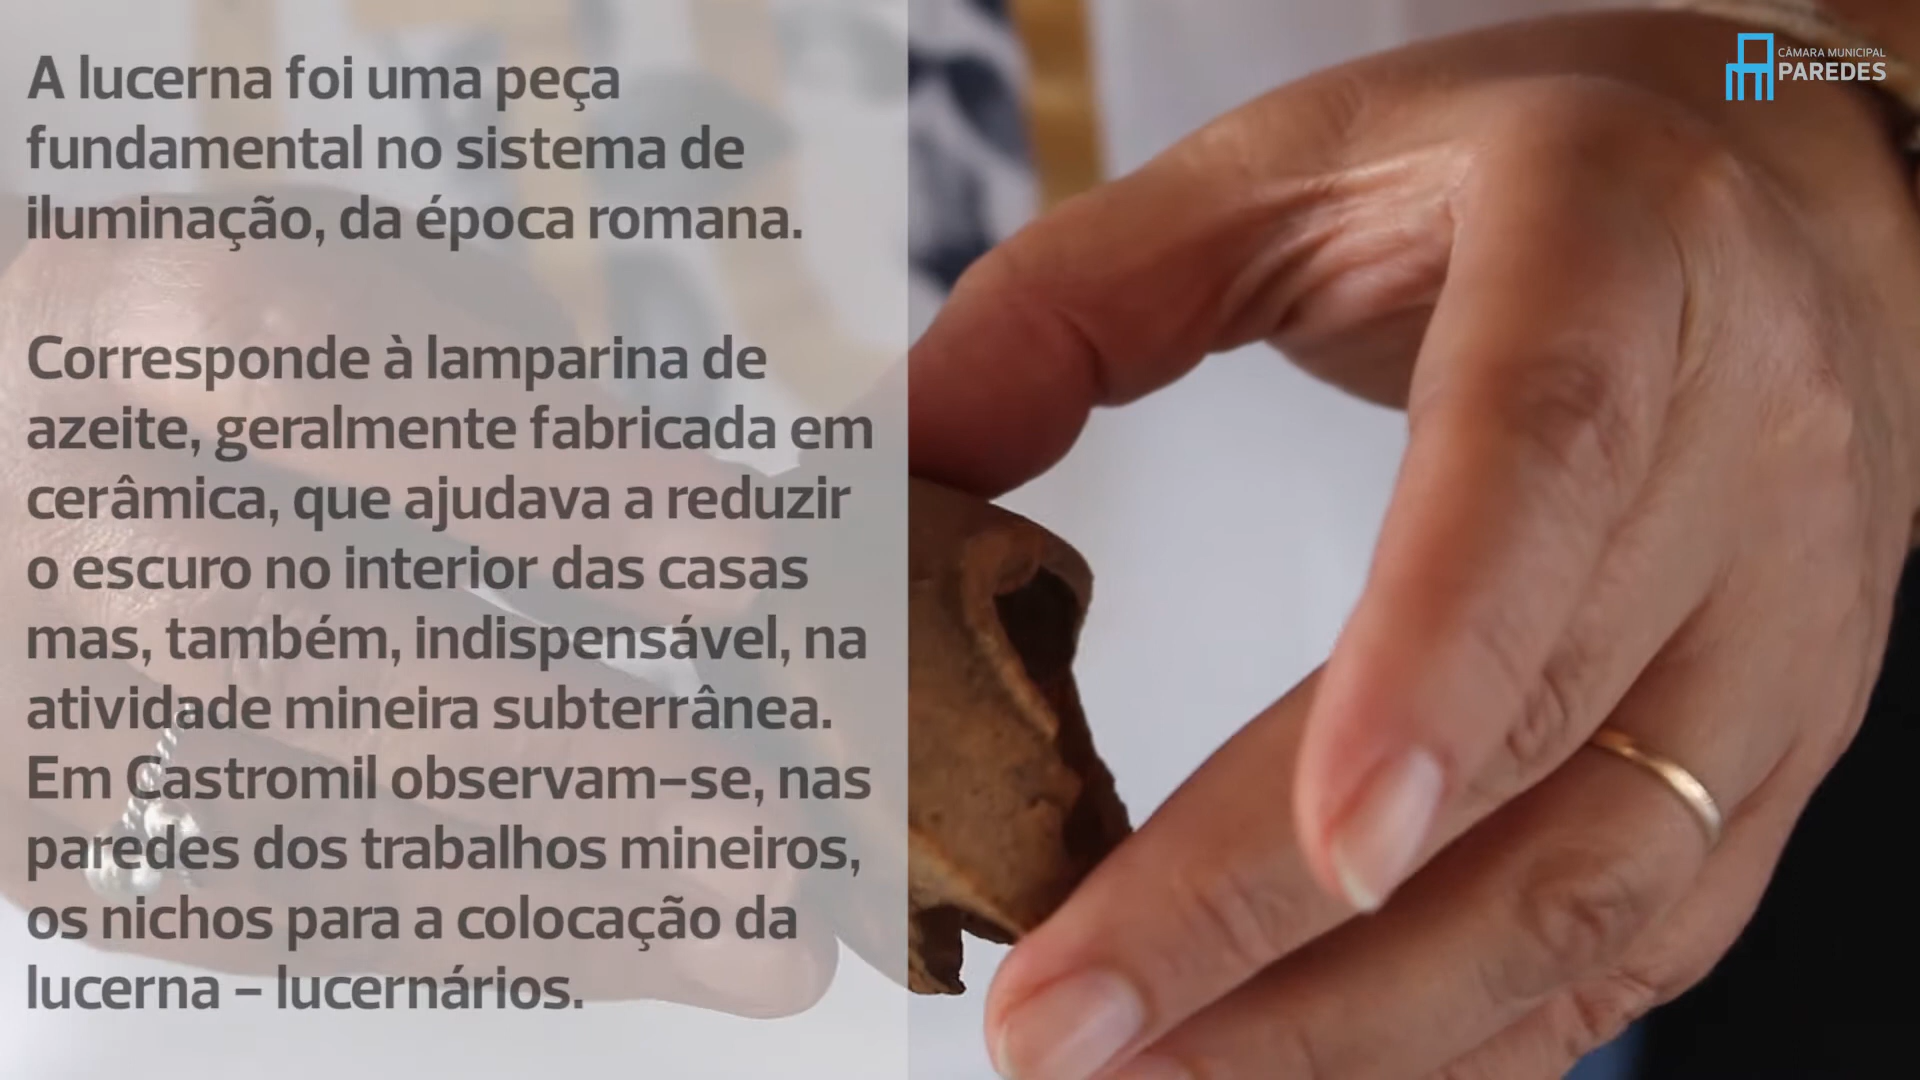 A lucerna foi uma peça
fundamental no sistema de
iluminação, da época romana.
Corresponde à lamparina de
azeite, geralmente fabricada em
cerâmica, que ajudava a reduzir
o escuro no interior das casas
mas, também, indispensável, na
atividade mineira subterrânea.
Em Castromil observam-se, nas
paredes dos trabalhos mineiros,
os nichos para a colocação da
lucerna – lucernários.
CÂMARA MUNICIPAL
PAREDES